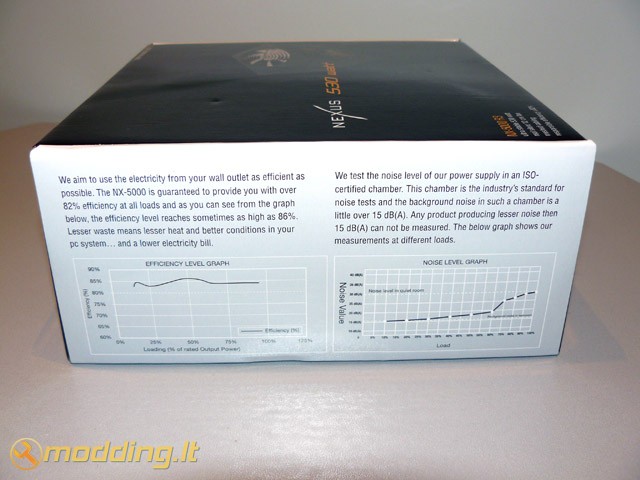 NEXUS 530 watt
NX-5000 R3
We aim to use the electricity from your wall outlet as efficient as
possible. The NX-5000 is guaranteed to provide you with over
82% efficiency at all loads and as you can see from the graph
below, the efficiency level reaches sometimes as high as 86%.
Lesser waste means lesser heat and better conditions in your
pc system... and a lower electricity bill.
We test the noise level of our power supply in an ISO-
certified chamber. This chamber is the industry's standard for
noise tests and the background noise in such a chamber is a
little over 15 dB(A). Any product producing lesser noise then
15 dB(A) can not be measured. The below graph shows our
measurements at different loads.
EFFICIENCY LEVEL GRAPH
90%
85%
80%
75%
70%
65%
60%
Efficiency (%)
Efficiency (%)
0% 25% 50% 75% 100% 125%
Loading (% of rated Output Power)
NOISE LEVEL GRAPH
Noise Value
Noise level in quiet room
Load
modding.lt